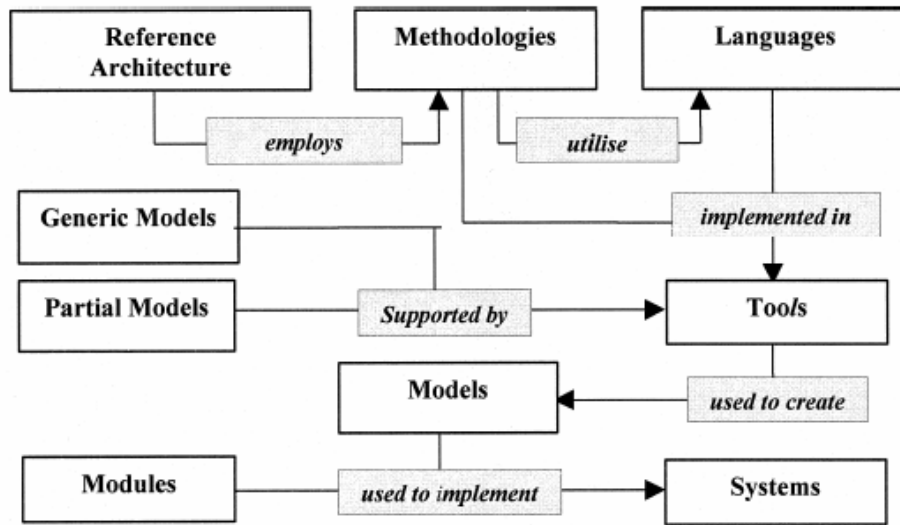 Reference
Architecture
Methodologies
Languages
employs
utilise
Generic Models
implemented in
Partial Models
Supported by
Tools
Models
used to create
Modules
used to implement
Systems